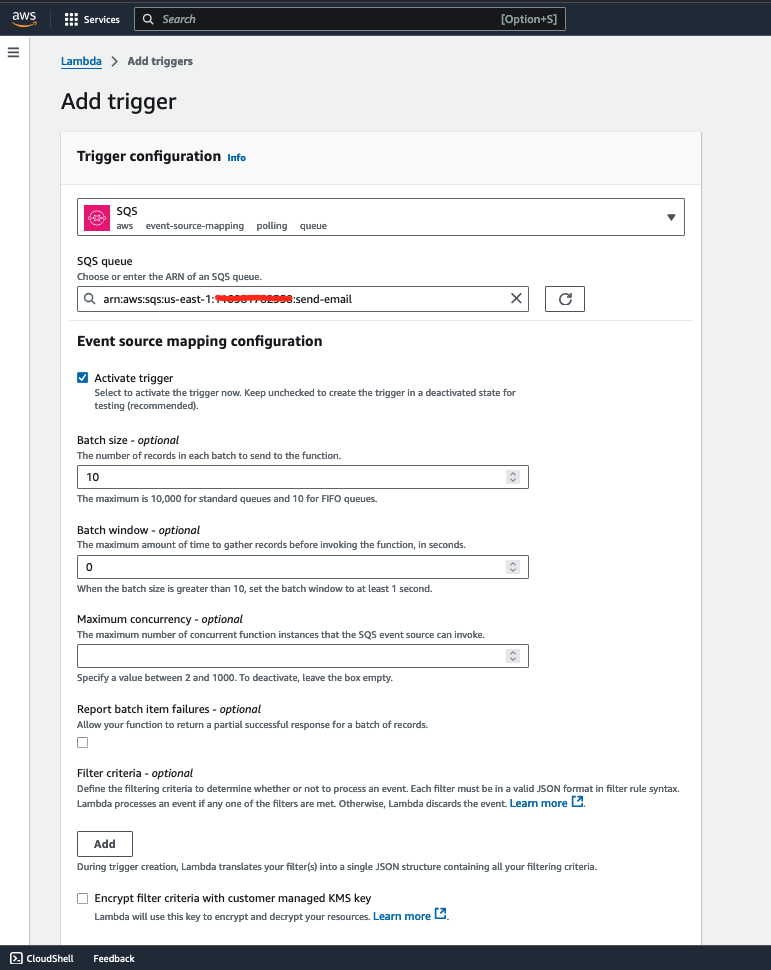 aws Services Search [Option+S]
Lambda > Add triggers
Add trigger
Trigger configuration Info
SQS
aws event-source-mapping polling queue
SQS queue
Choose or enter the ARN of an SQS queue.
arn:aws:sqs:us-east-1: :send-email
Event source mapping configuration
Activate trigger
Select to activate the trigger now. Keep unchecked to create the trigger in a deactivated state for
testing (recommended).
Batch size - optional
The number of records in each batch to send to the function.
10
The maximum is 10,000 for standard queues and 10 for FIFO queues.
Batch window - optional
The maximum amount of time to gather records before invoking the function, in seconds.
0
When the batch size is greater than 10, set the batch window to at least 1 second.
Maximum concurrency - optional
The maximum number of concurrent function instances that the SQS event source can invoke.
Specify a value between 2 and 1000. To deactivate, leave the box empty.
Report batch item failures - optional
Allow your function to return a partial successful response for a batch of records.
Filter criteria - optional
Define the filtering criteria to determine whether or not to process an event. Each filter must be in a valid JSON format in filter rule syntax.
Lambda processes an event if any one of the filters are met. Otherwise, Lambda discards the event. Learn more.
Add
During trigger creation, Lambda translates your filter(s) into a single JSON structure containing all your filtering criteria.
Encrypt filter criteria with customer managed KMS key
Lambda will use this key to encrypt and decrypt your resources. Learn more.
CloudShell Feedback